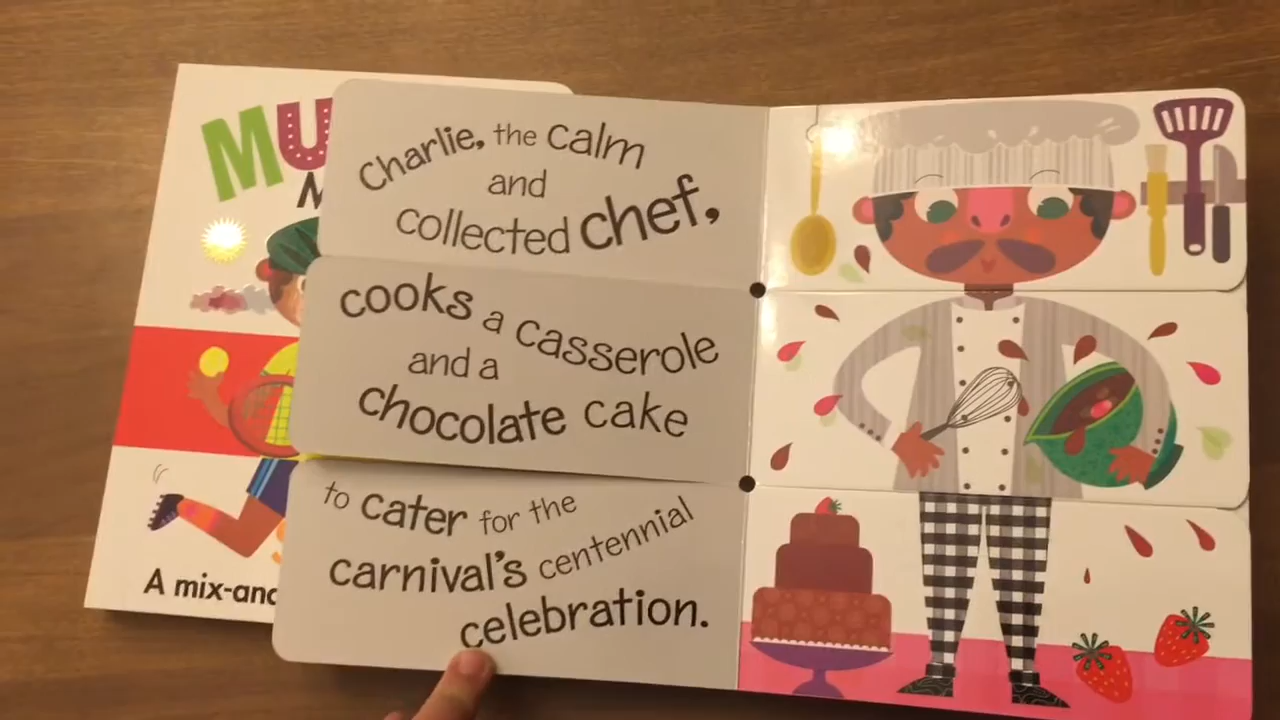 MU
M
A mix-and
Charlie, the calm
and
collected chef,
cooks a casserole
and a
chocolate cake
to cater for the
carnival's centennial
celebration.